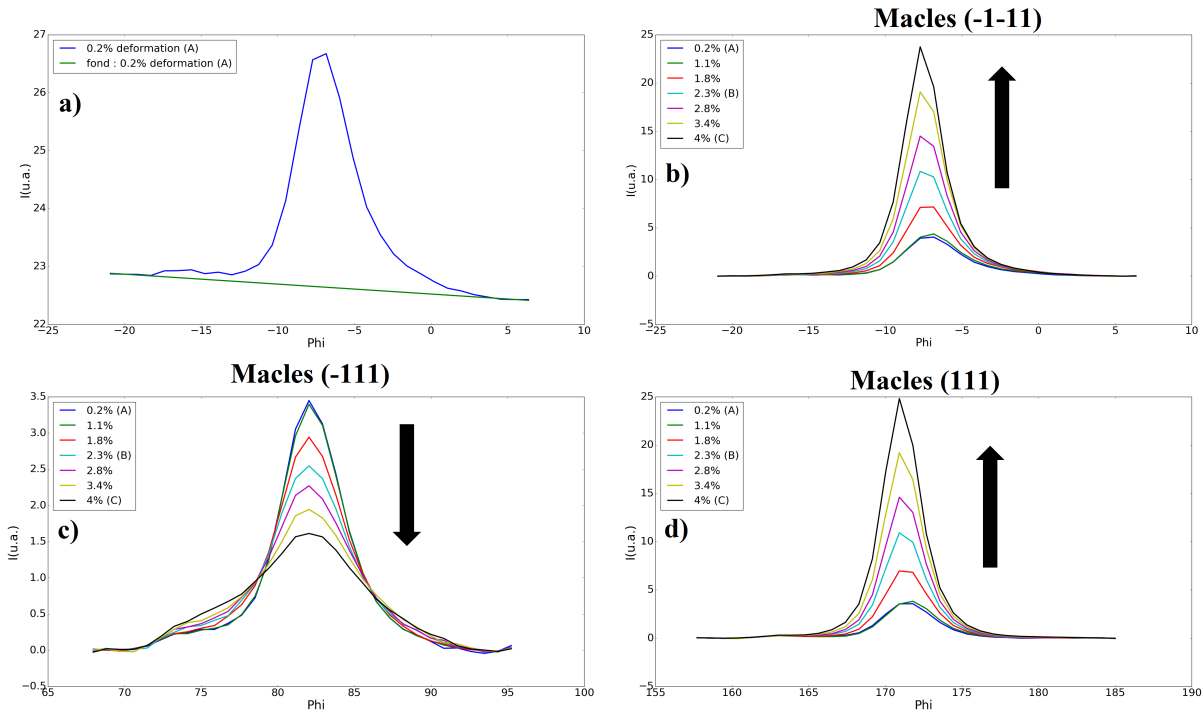 27
26
25
24
23
22
−25
−20
−15
−10
−5
0
5
10
I(u.a.)
Phi
0.2% deformation (A)
fond : 0.2% deformation (A)
a)
Macles (-1-11)
25
20
15
10
5
0
−5
−25
−20
−15
−10
−5
0
5
10
I(u.a.)
Phi
0.2% (A)
1.1%
1.8%
2.3% (B)
2.8%
3.4%
4% (C)
b)
Macles (-111)
3.5
3.0
2.5
2.0
1.5
1.0
0.5
0.0
−0.5
65
70
75
80
85
90
95
100
I(u.a.)
Phi
0.2% (A)
1.1%
1.8%
2.3% (B)
2.8%
3.4%
4% (C)
c)
Macles (111)
25
20
15
10
5
0
−5
155
160
165
170
175
180
185
190
I(u.a.)
Phi
0.2% (A)
1.1%
1.8%
2.3% (B)
2.8%
3.4%
4% (C)
d)